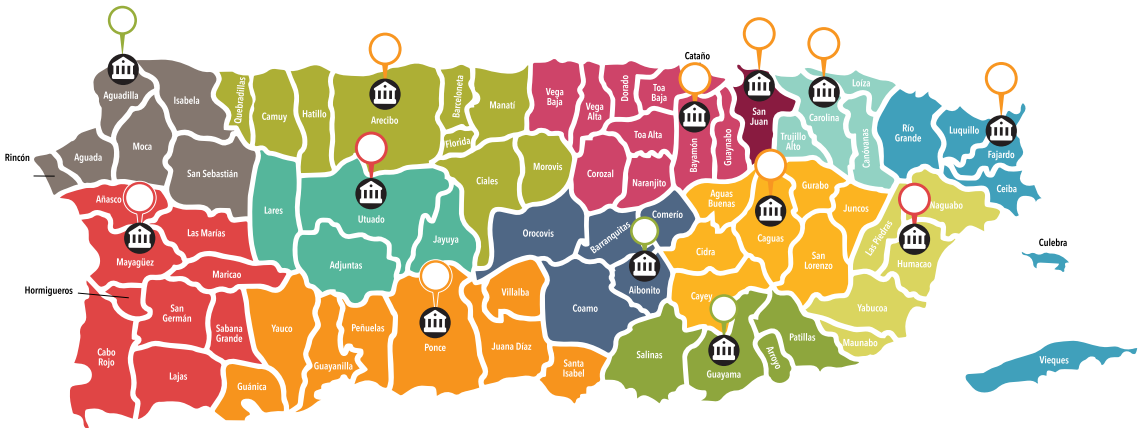 Cataño
Aguadilla
Isabela
Quebradillas
Camuy
Hatillo
Arecibo
Barceloneta
Manatí
Vega
Baja
Vega
Alta
Dorado
Toa
Baja
San
Juan
Carolina
Loíza
Río
Grande
Luquillo
Fajardo
Ceiba
Rincón
Aguada
Moca
San Sebastián
Florida
Ciales
Morovis
Corozal
Toa Alta
Naranjito
Bayamón
Guaynabo
Trujillo
Alto
Canóvanas
Añasco
Las Marías
Lares
Utuado
Jayuya
Orocovis
Barranquitas
Comerío
Aguas
Buenas
Gurabo
Caguas
Juncos
Las Piedras
Naguabo
Humacao
Culebra
Mayagüez
Maricao
Adjuntas
Villalba
Aibonito
Cidra
San
Lorenzo
Hormigueros
San
Germán
Sabana
Grande
Yauco
Peñuelas
Guayanilla
Ponce
Juana Díaz
Coamo
Cayey
Yabucoa
Cabo
Rojo
Lajas
Guánica
Santa
Isabel
Salinas
Guayama
Arroyo
Patillas
Maunabo
Vieques